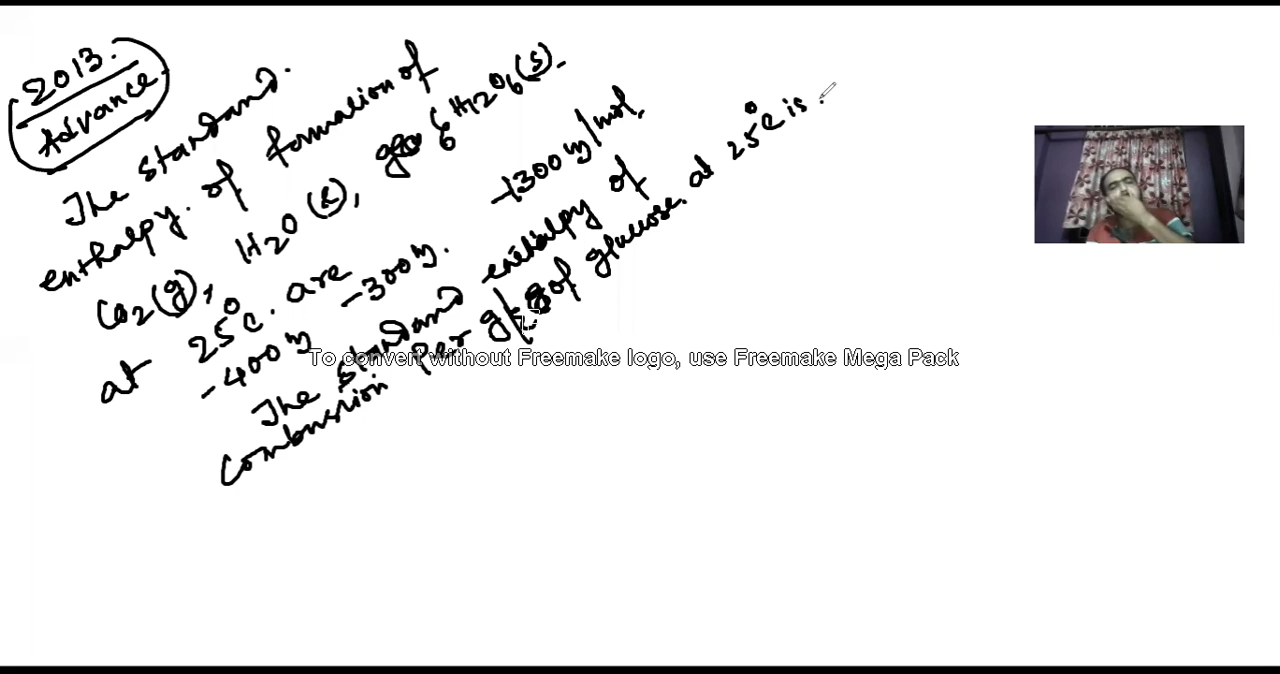 2013.
Advance
The standard.
enthalpy. of formation of
CO2(g), H2O(l), C6H12O6(s).
at 25°C. are
-400 kJ -300 kJ. -1300 kJ/mol.
The standard enthalpy of
combustion per g of glucose. at 25°C is.
To convert without Freemake logo, use Freemake Mega Pack